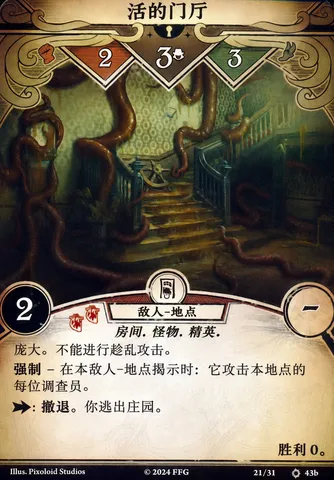 活的门厅
2 3 3
2 敌人-地点 –
房间. 怪物. 精英.
庞大。不能进行趁乱攻击。
强制 – 在本敌人-地点揭示时：它攻击本地点的
每位调查员。
：撤退。你逃出庄园。
胜利 0。
Illus. Pixoloid Studios © 2024 FFG 21/31 43b